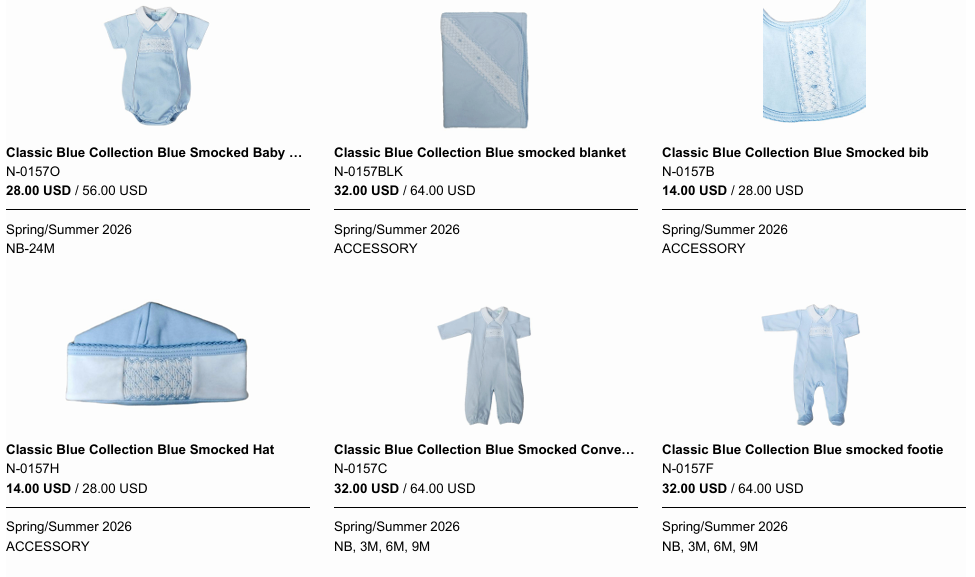 Classic Blue Collection Blue Smocked Baby …
N-0157O
28.00 USD / 56.00 USD
Spring/Summer 2026
NB-24M
Classic Blue Collection Blue smocked blanket
N-0157BLK
32.00 USD / 64.00 USD
Spring/Summer 2026
ACCESSORY
Classic Blue Collection Blue Smocked bib
N-0157B
14.00 USD / 28.00 USD
Spring/Summer 2026
ACCESSORY
Classic Blue Collection Blue Smocked Hat
N-0157H
14.00 USD / 28.00 USD
Spring/Summer 2026
ACCESSORY
Classic Blue Collection Blue Smocked Conve…
N-0157C
32.00 USD / 64.00 USD
Spring/Summer 2026
NB, 3M, 6M, 9M
Classic Blue Collection Blue smocked footie
N-0157F
32.00 USD / 64.00 USD
Spring/Summer 2026
NB, 3M, 6M, 9M